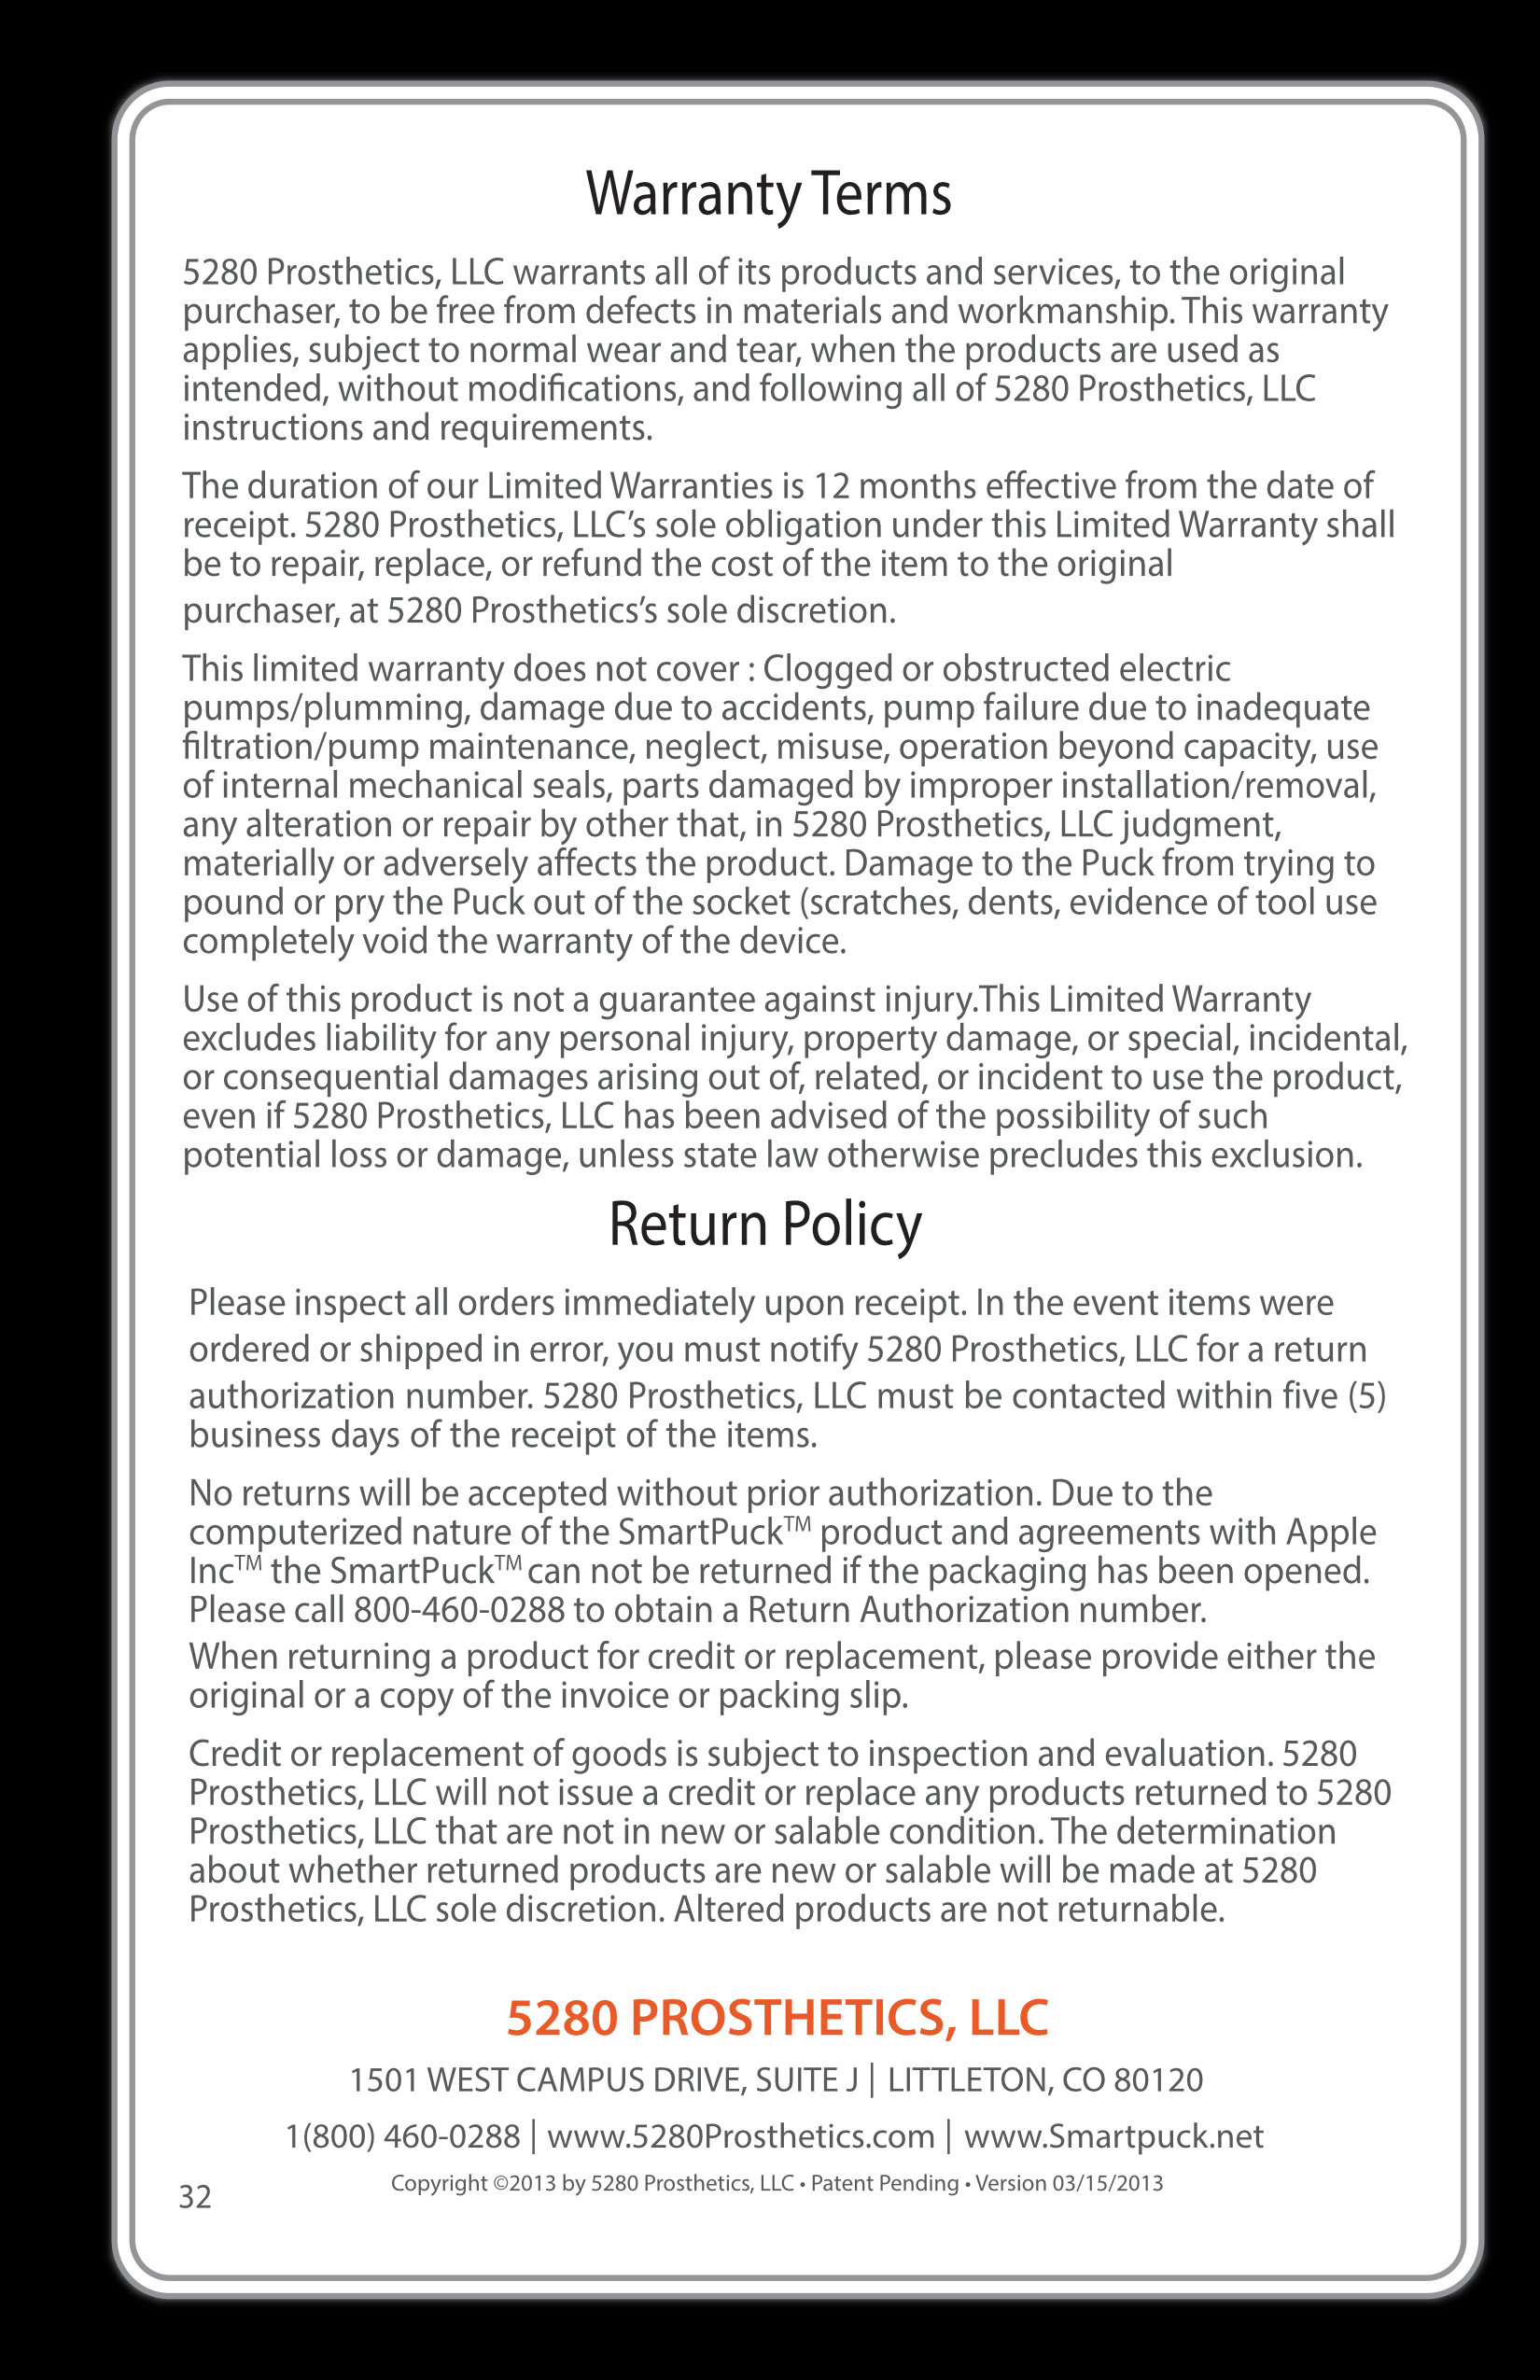 Warranty Terms
5280 Prosthetics, LLC warrants all of its products and services, to the original
purchaser, to be free from defects in materials and workmanship. This warranty
applies, subject to normal wear and tear, when the products are used as
intended, without modifications, and following all of 5280 Prosthetics, LLC
instructions and requirements.
The duration of our Limited Warranties is 12 months effective from the date of
receipt. 5280 Prosthetics, LLC’s sole obligation under this Limited Warranty shall
be to repair, replace, or refund the cost of the item to the original
purchaser, at 5280 Prosthetics’s sole discretion.
This limited warranty does not cover : Clogged or obstructed electric
pumps/plumming, damage due to accidents, pump failure due to inadequate
filtration/pump maintenance, neglect, misuse, operation beyond capacity, use
of internal mechanical seals, parts damaged by improper installation/removal,
any alteration or repair by other that, in 5280 Prosthetics, LLC judgment,
materially or adversely affects the product. Damage to the Puck from trying to
pound or pry the Puck out of the socket (scratches, dents, evidence of tool use
completely void the warranty of the device.
Use of this product is not a guarantee against injury.This Limited Warranty
excludes liability for any personal injury, property damage, or special, incidental,
or consequential damages arising out of, related, or incident to use the product,
even if 5280 Prosthetics, LLC has been advised of the possibility of such
potential loss or damage, unless state law otherwise precludes this exclusion.
Return Policy
Please inspect all orders immediately upon receipt. In the event items were
ordered or shipped in error, you must notify 5280 Prosthetics, LLC for a return
authorization number. 5280 Prosthetics, LLC must be contacted within five (5)
business days of the receipt of the items.
No returns will be accepted without prior authorization. Due to the
computerized nature of the SmartPuck™ product and agreements with Apple
Inc™ the SmartPuck™ can not be returned if the packaging has been opened.
Please call 800-460-0288 to obtain a Return Authorization number.
When returning a product for credit or replacement, please provide either the
original or a copy of the invoice or packing slip.
Credit or replacement of goods is subject to inspection and evaluation. 5280
Prosthetics, LLC will not issue a credit or replace any products returned to 5280
Prosthetics, LLC that are not in new or salable condition. The determination
about whether returned products are new or salable will be made at 5280
Prosthetics, LLC sole discretion. Altered products are not returnable.
5280 PROSTHETICS, LLC
1501 WEST CAMPUS DRIVE, SUITE J | LITTLETON, CO 80120
1(800) 460-0288 | www.5280Prosthetics.com | www.Smartpuck.net
Copyright ©2013 by 5280 Prosthetics, LLC • Patent Pending • Version 03/15/2013
32